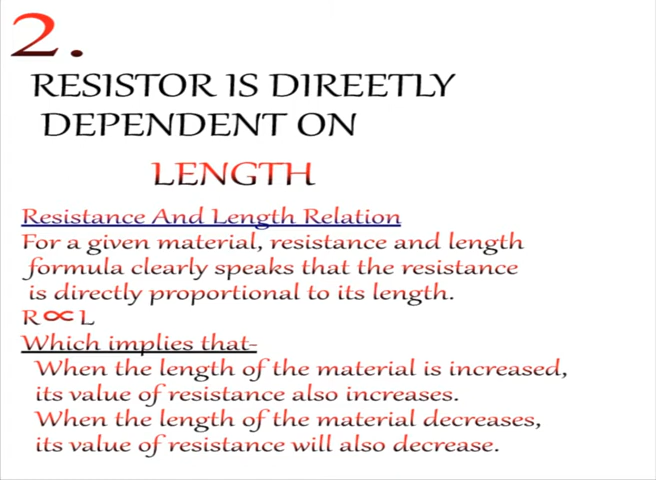 2.
RESISTOR IS DIREETLY
DEPENDENT ON
LENGTH
Resistance And Length Relation
For a given material, resistance and length
formula clearly speaks that the resistance
is directly proportional to its length.
R ∝ L
Which implies that-
When the length of the material is increased,
its value of resistance also increases.
When the length of the material decreases,
its value of resistance will also decrease.